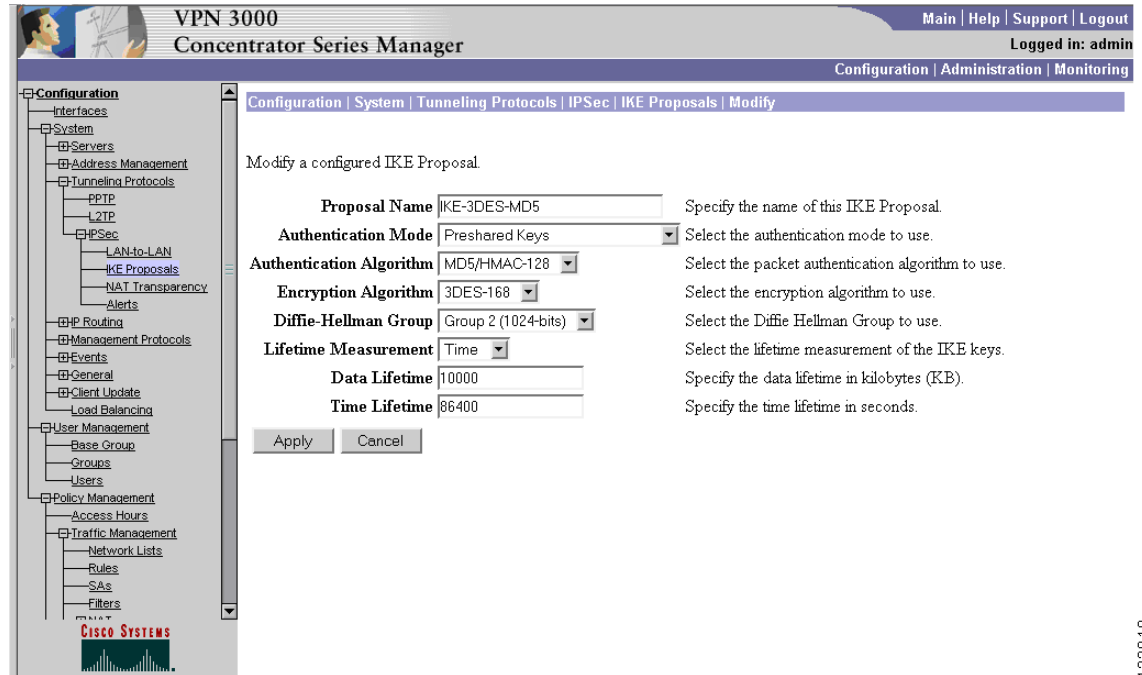 VPN 3000
Concentrator Series Manager
Main | Help | Support | Logout
Logged in: admin
Configuration | Administration | Monitoring
Configuration
Interfaces
System
Servers
Address Management
Tunneling Protocols
PPTP
L2TP
IPSec
LAN-to-LAN
IKE Proposals
NAT Transparency
Alerts
IP Routing
Management Protocols
Events
General
Client Update
Load Balancing
User Management
Base Group
Groups
Users
Policy Management
Access Hours
Traffic Management
Network Lists
Rules
SAs
Filters
NAT
CISCO SYSTEMS
Configuration | System | Tunneling Protocols | IPSec | IKE Proposals | Modify
Modify a configured IKE Proposal.
Proposal Name IKE-3DES-MD5 Specify the name of this IKE Proposal.
Authentication Mode Preshared Keys Select the authentication mode to use.
Authentication Algorithm MD5/HMAC-128 Select the packet authentication algorithm to use.
Encryption Algorithm 3DES-168 Select the encryption algorithm to use.
Diffie-Hellman Group Group 2 (1024-bits) Select the Diffie Hellman Group to use.
Lifetime Measurement Time Select the lifetime measurement of the IKE keys.
Data Lifetime 10000 Specify the data lifetime in kilobytes (KB).
Time Lifetime 86400 Specify the time lifetime in seconds.
Apply Cancel